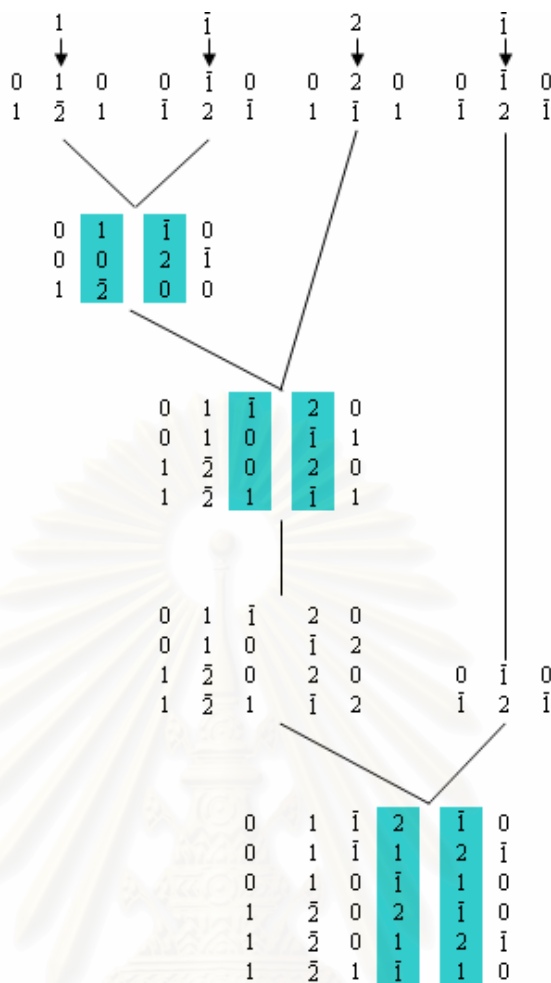 1 1̄ 2 1̄
0 1 0 0 1̄ 0 0 2 0 0 1̄ 0
1 2̄ 1 1̄ 2 1̄ 1 1̄ 1 1̄ 2 1̄
0 1 1̄ 0
0 0 2 1̄
1 2̄ 0 0
0 1 1̄ 2 0
0 1 0 1̄ 1
1 2̄ 0 2 0
1 2̄ 1 1̄ 1
0 1 1̄ 2 0
0 1 0 1̄ 2
1 2̄ 0 2 0 0 1̄ 0
1 2̄ 1 1̄ 2 1̄ 2 1̄
0 1 1̄ 2 1̄ 0
0 1 1̄ 1 2 1̄
0 1 0 1̄ 1 0
1 2̄ 0 2 1̄ 0
1 2̄ 0 1 2 1̄
1 2̄ 1 1̄ 1 0